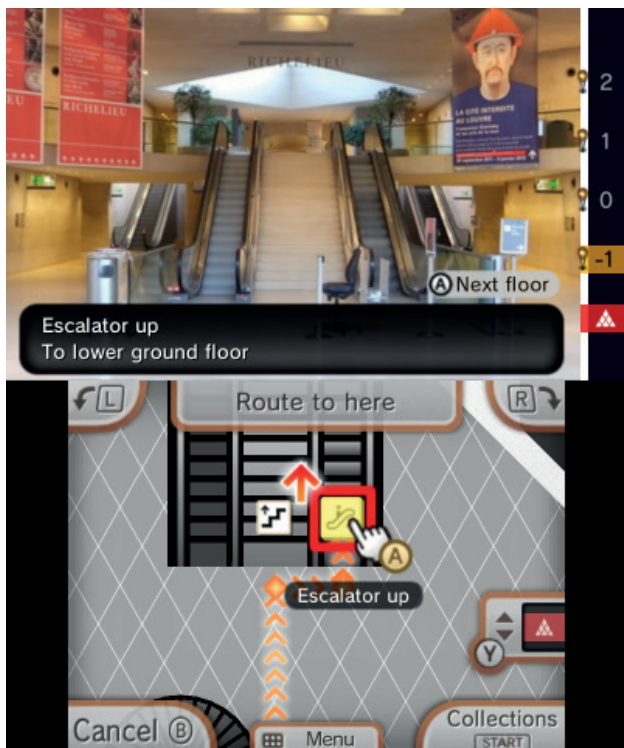 RICHELIEU
RICHELIEU
LA CITÉ INTERDITE
AU LOUVRE
2
1
0
-1
A Next floor
Escalator up
To lower ground floor
L
Route to here
R
A
Escalator up
Y
Cancel B
Menu
Collections
START